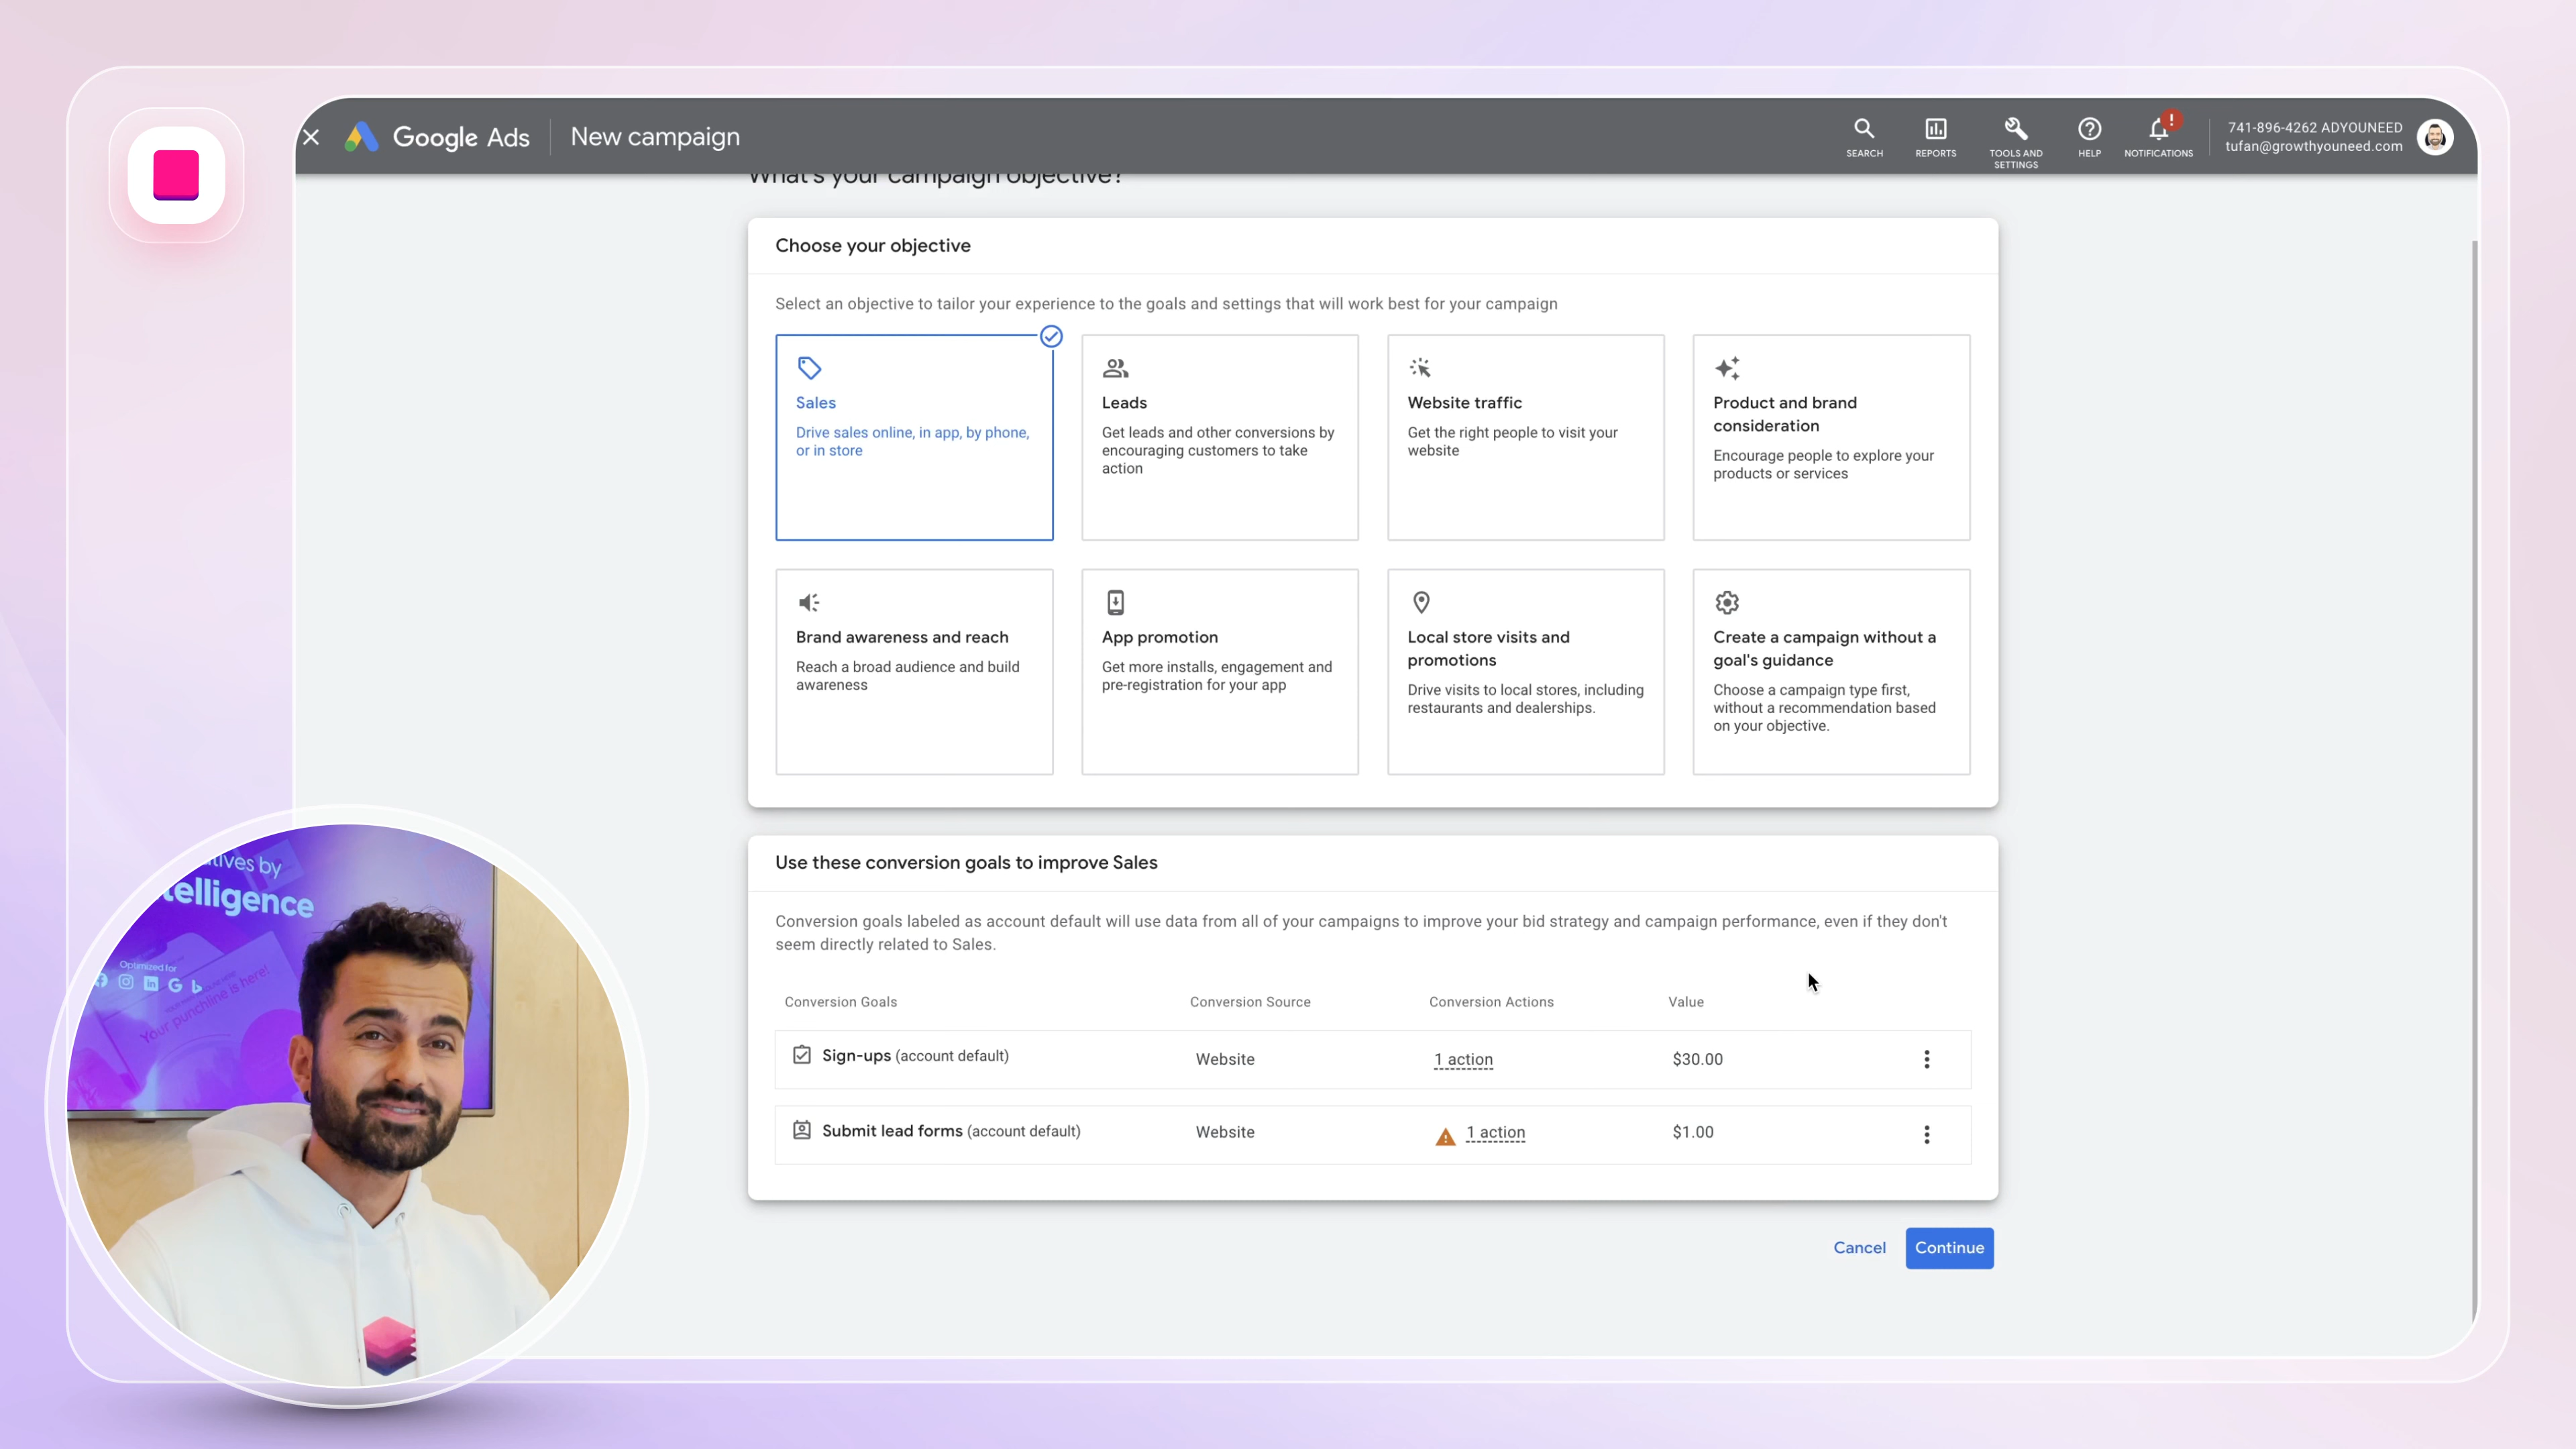 Google Ads
New campaign
SEARCH
REPORTS
TOOLS AND
SETTINGS
HELP
!
NOTIFICATIONS
741-896-4262 ADYOUNEED
tufan@growthyouneed.com
What's your campaign objective?
Choose your objective
Select an objective to tailor your experience to the goals and settings that will work best for your campaign
Sales
Drive sales online, in app, by phone,
or in store
Leads
Get leads and other conversions by
encouraging customers to take
action
Website traffic
Get the right people to visit your
website
Product and brand
consideration
Encourage people to explore your
products or services
Brand awareness and reach
Reach a broad audience and build
awareness
App promotion
Get more installs, engagement and
pre-registration for your app
Local store visits and
promotions
Drive visits to local stores, including
restaurants and dealerships.
Create a campaign without a
goal's guidance
Choose a campaign type first,
without a recommendation based
on your objective.
Use these conversion goals to improve Sales
Conversion goals labeled as account default will use data from all of your campaigns to improve your bid strategy and campaign performance, even if they don't
seem directly related to Sales.
Conversion Goals
Conversion Source
Conversion Actions
Value
Sign-ups (account default)
Website
1 action
$30.00
Submit lead forms (account default)
Website
1 action
$1.00
Cancel
Continue
tives by
telligence
Optimized for
Your punchline is here!